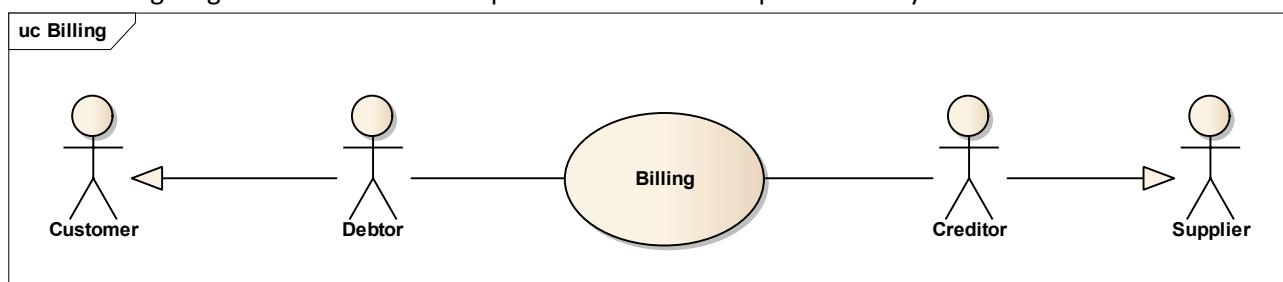 uc Billing
Billing
Customer
Debtor
Creditor
Supplier